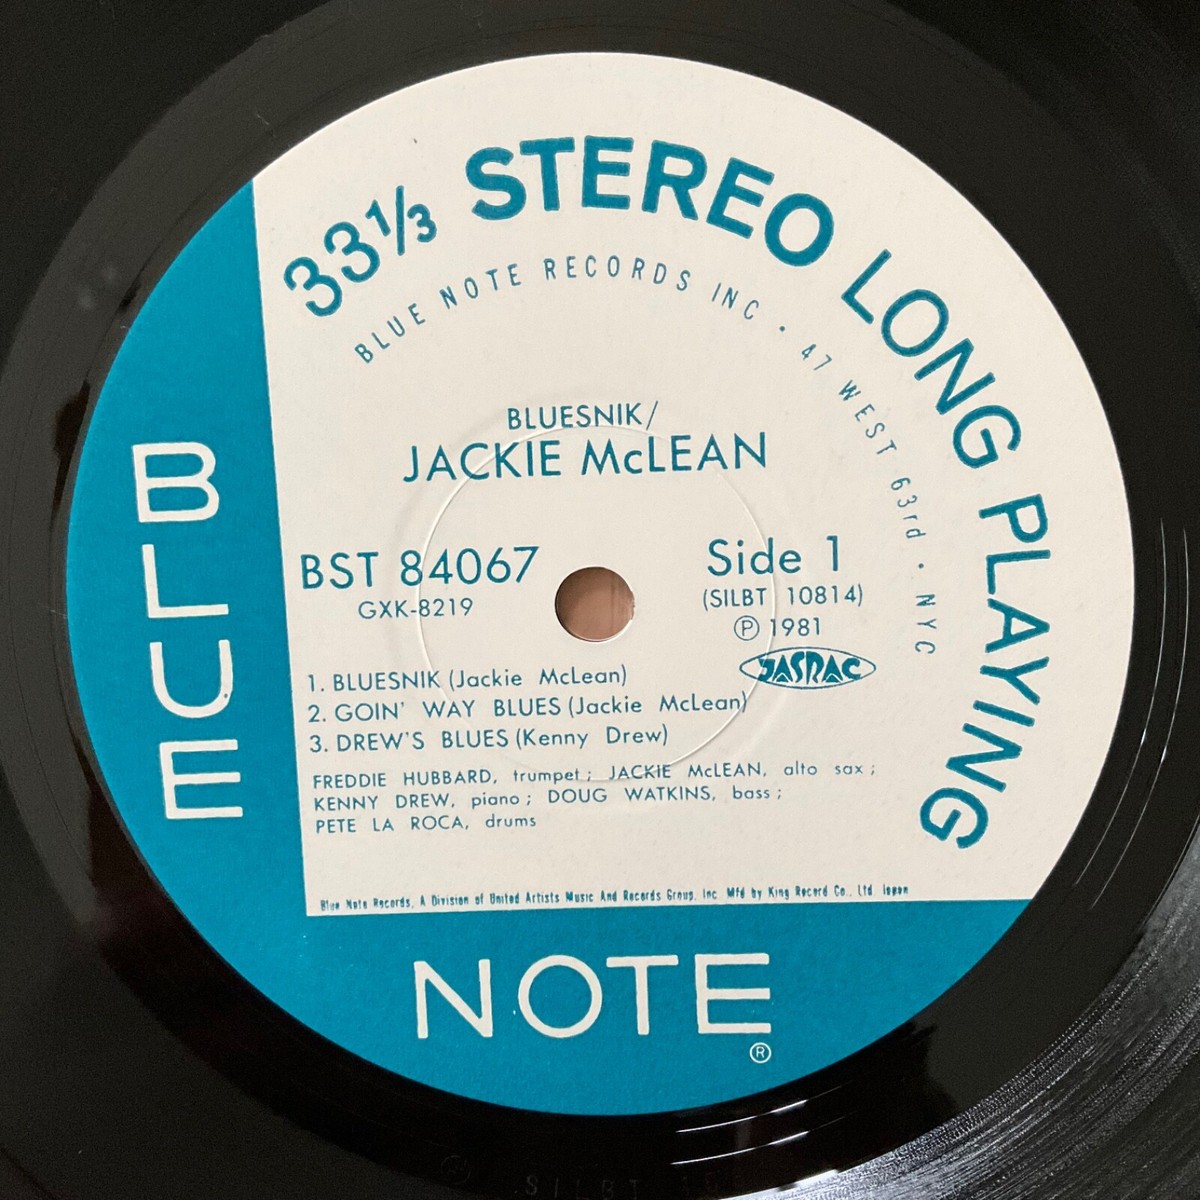 33⅓ STEREO LONG PLAYING
BLUE NOTE RECORDS INC · 47 WEST 63rd · NYC
BLUESNIK/
JACKIE McLEAN
BST 84067
GXK-8219
Side 1
(SILBT 10814)
Ⓟ 1981
JASRAC
1. BLUESNIK (Jackie McLean)
2. GOIN' WAY BLUES (Jackie McLean)
3. DREW'S BLUES (Kenny Drew)
FREDDIE HUBBARD, trumpet; JACKIE McLEAN, alto sax;
KENNY DREW, piano; DOUG WATKINS, bass;
PETE LA ROCA, drums
Blue Note Records, A Division of United Artists Music And Records Group, Inc. Mfd by King Record Co., Ltd. Japan
BLUE
NOTE
®
SILBT